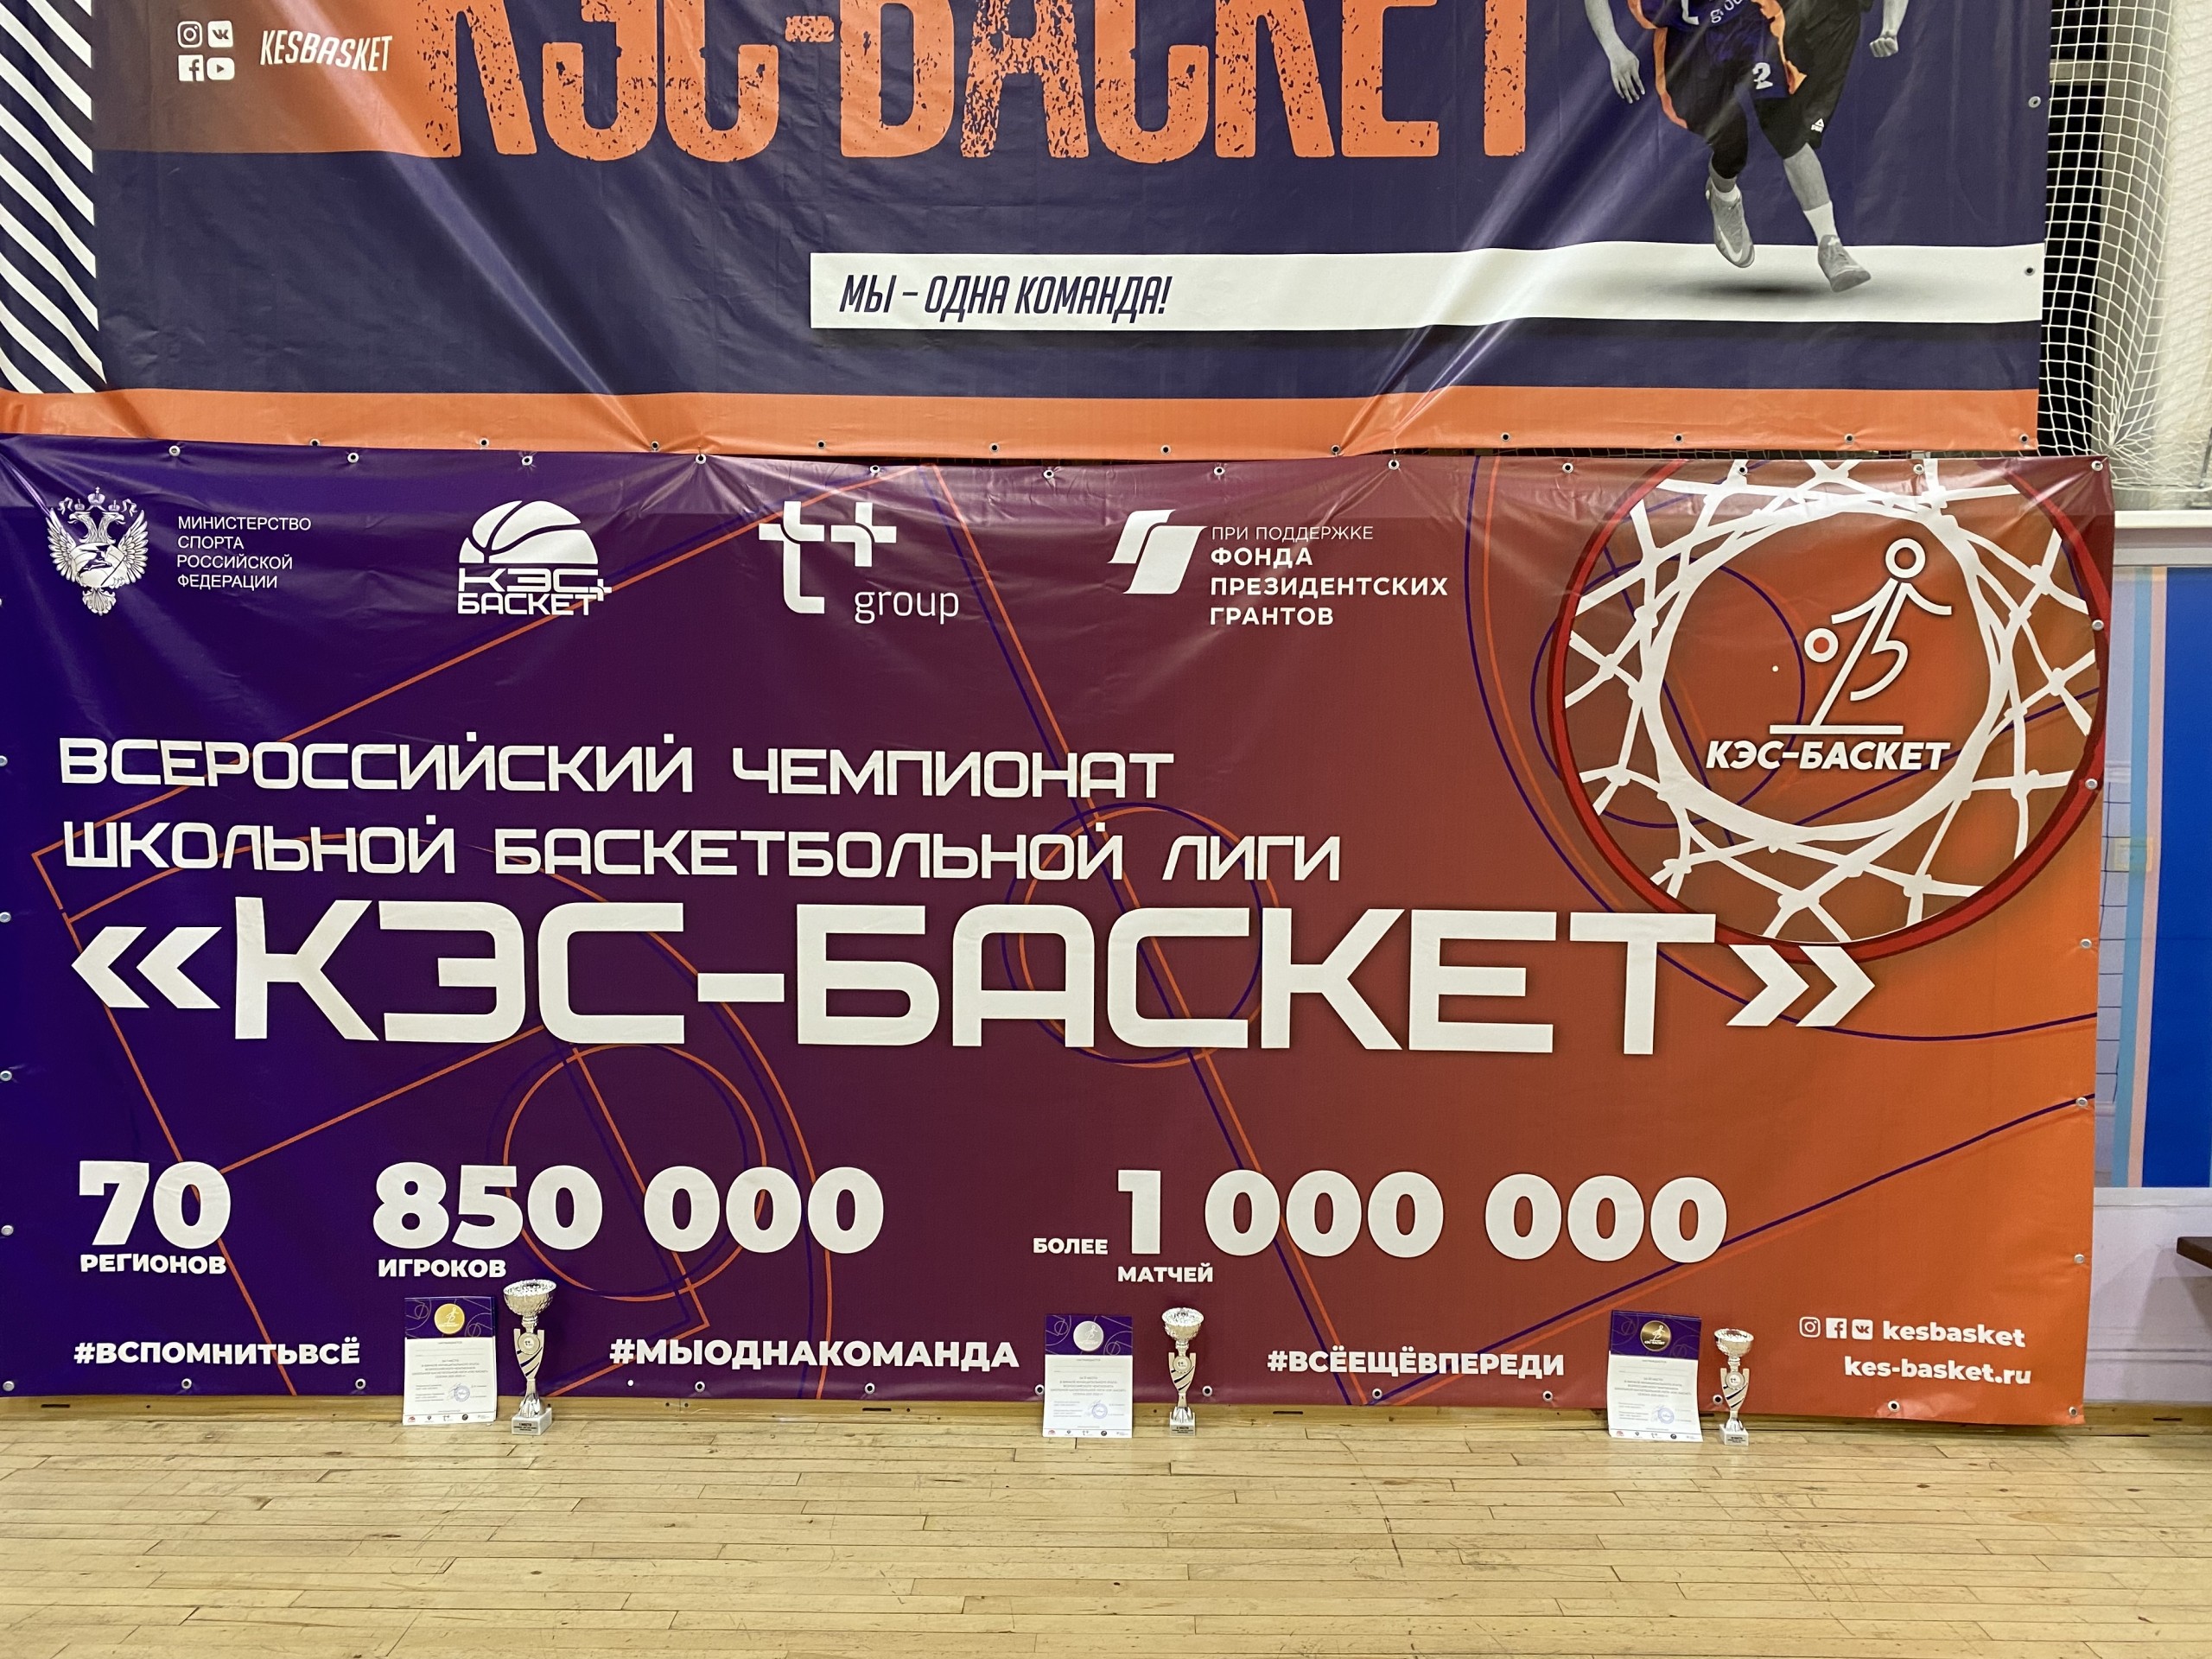 KESBASKET
КЭС-БАСКЕТ
group
2
МЫ – ОДНА КОМАНДА!
МИНИСТЕРСТВО
СПОРТА
РОССИЙСКОЙ
ФЕДЕРАЦИИ
КЭС
БАСКЕТ
t+
group
ПРИ ПОДДЕРЖКЕ
ФОНДА
ПРЕЗИДЕНТСКИХ
ГРАНТОВ
КЭС-БАСКЕТ
ВСЕРОССИЙСКИЙ ЧЕМПИОНАТ
ШКОЛЬНОЙ БАСКЕТБОЛЬНОЙ ЛИГИ
«КЭС-БАСКЕТ»
70
РЕГИОНОВ
850 000
ИГРОКОВ
БОЛЕЕ 1 000 000
МАТЧЕЙ
#ВСПОМНИТЬВСЁ
#МЫОДНАКОМАНДА
#ВСЁЕЩЁВПЕРЕДИ
kesbasket
kes-basket.ru